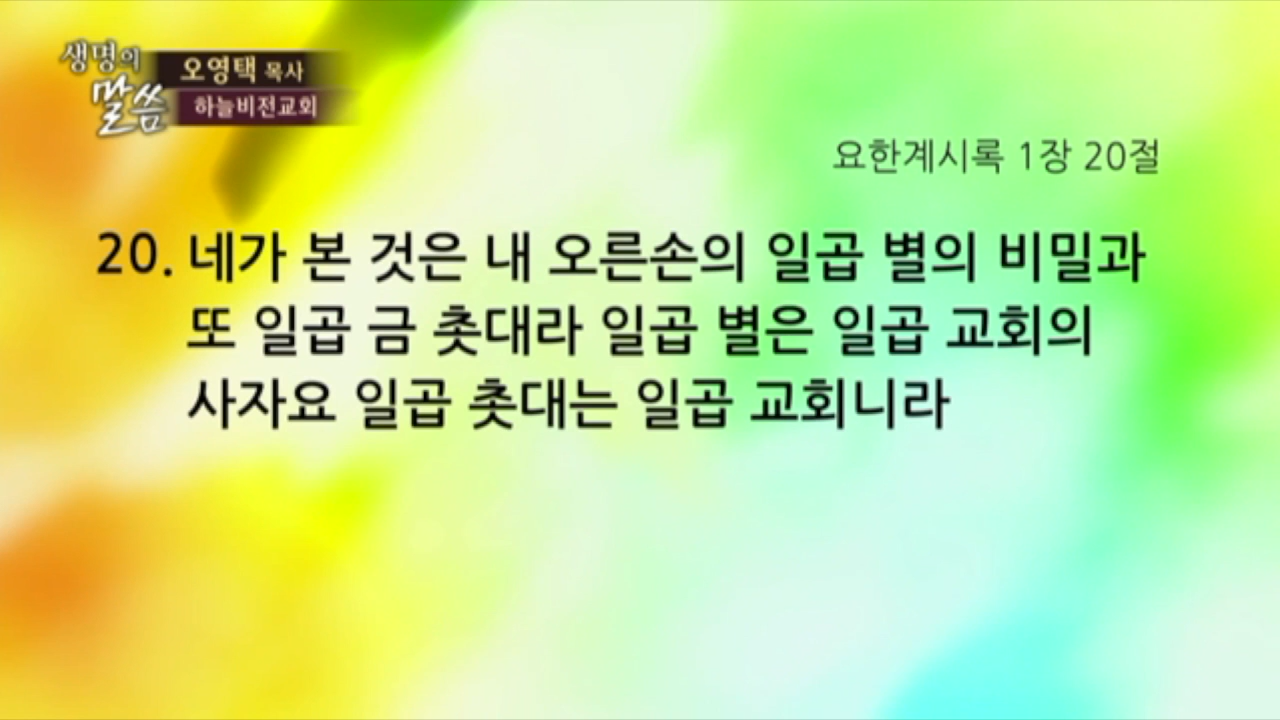 생명의
말씀
오영택 목사
하늘비전교회
요한계시록 1장 20절
20. 네가 본 것은 내 오른손의 일곱 별의 비밀과
또 일곱 금 촛대라 일곱 별은 일곱 교회의
사자요 일곱 촛대는 일곱 교회니라